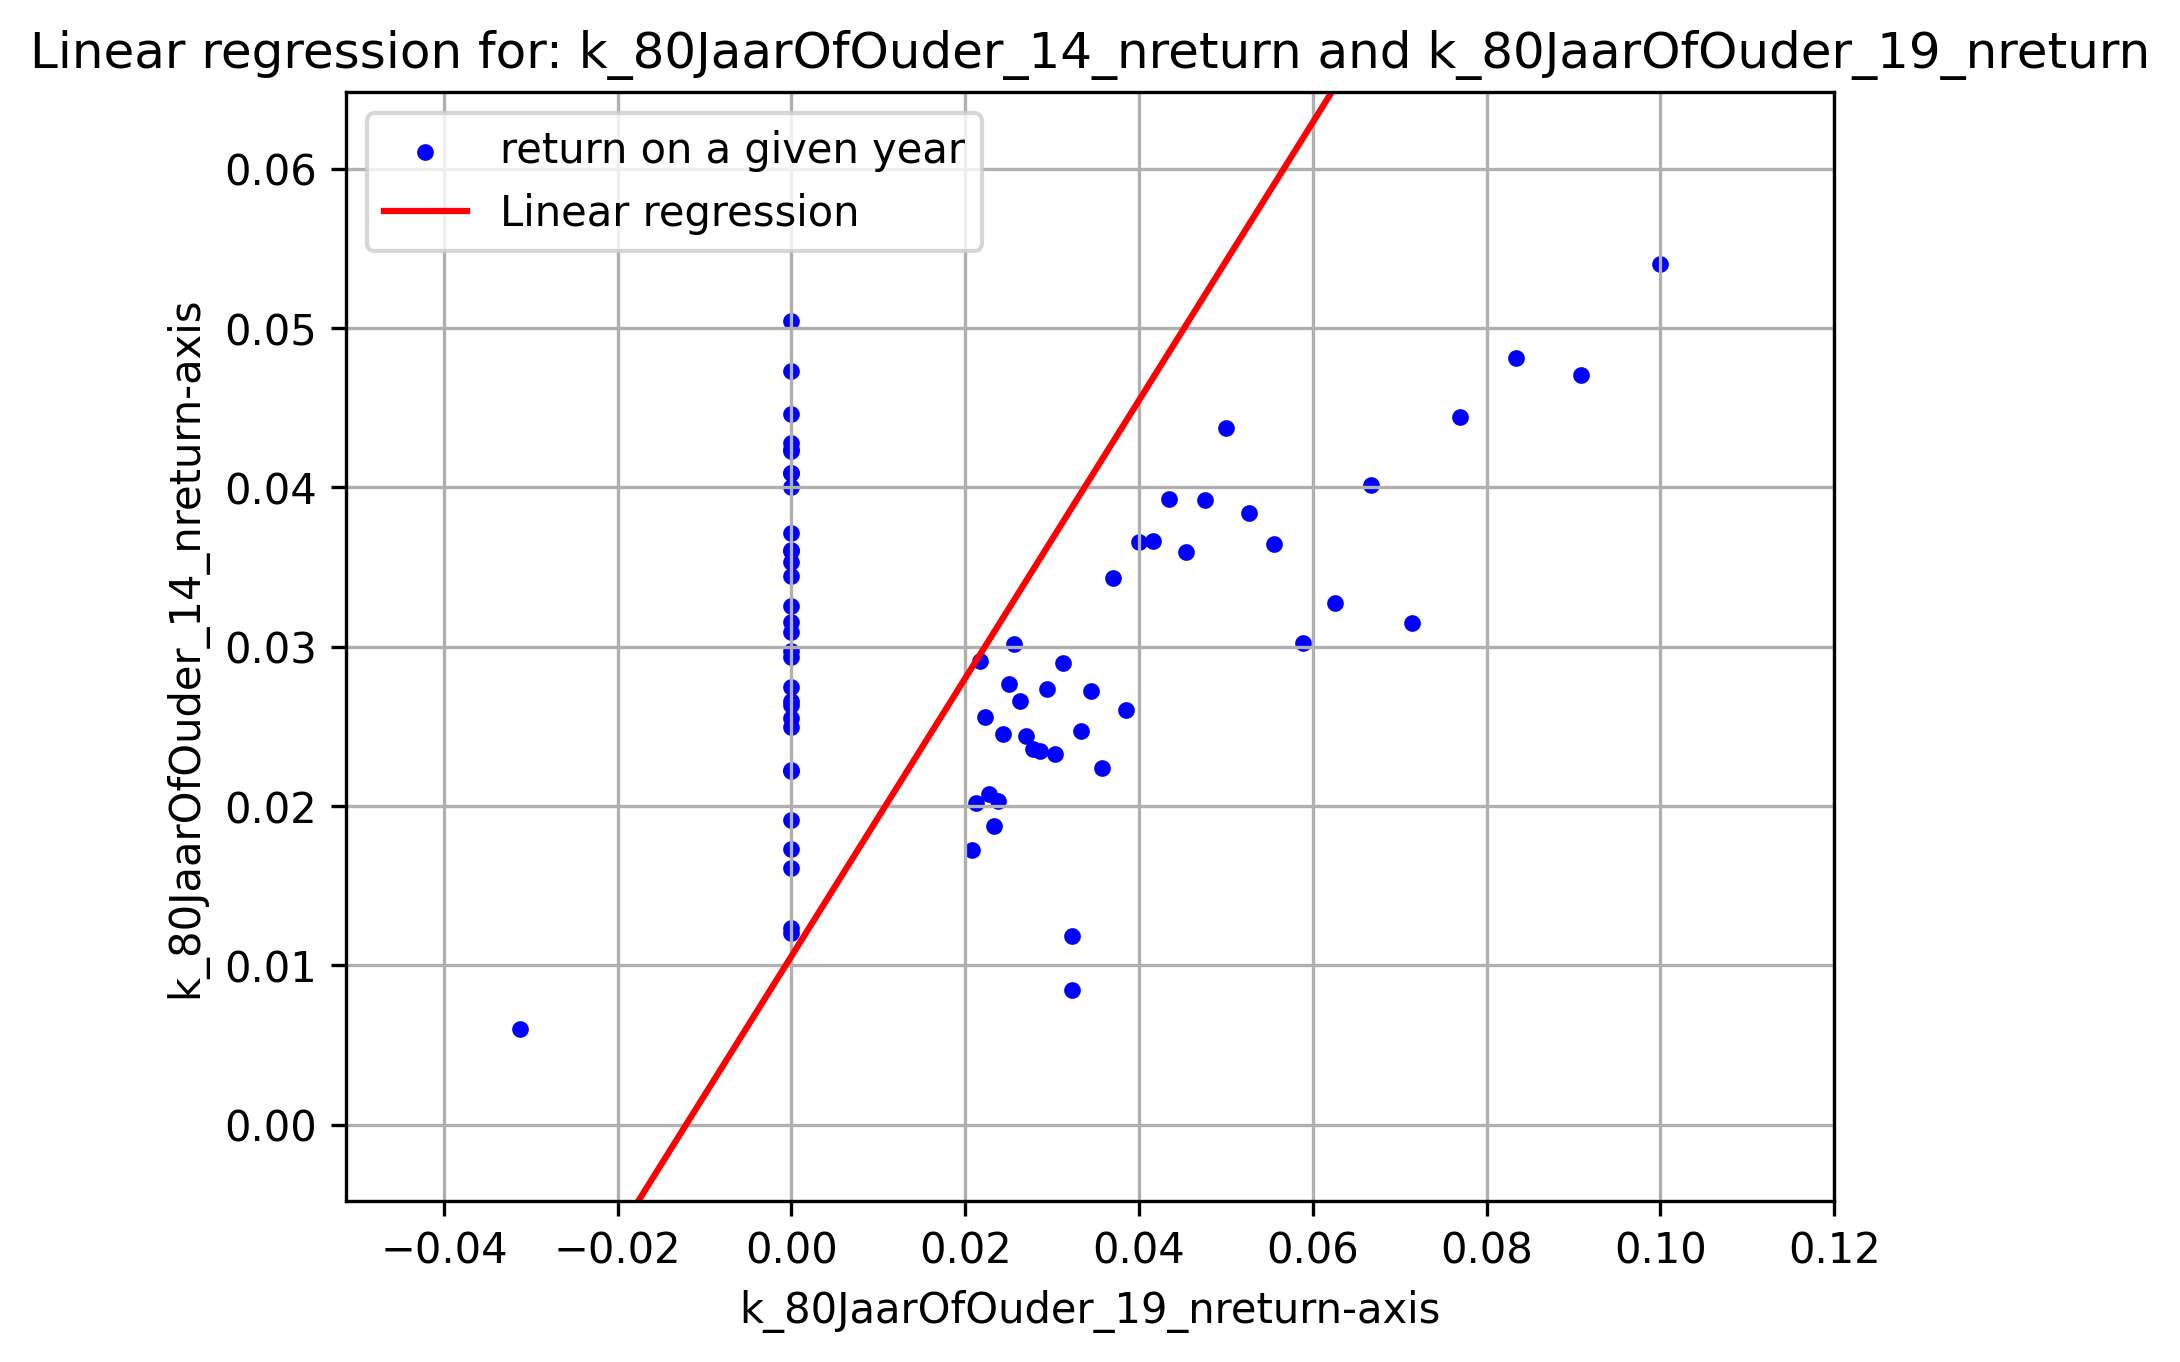 Linear regression for: k_80JaarOfOuder_14_nreturn and k_80JaarOfOuder_19_nreturn
return on a given year
Linear regression
k_80JaarOfOuder_14_nreturn-axis
0.06
0.05
0.04
0.03
0.02
0.01
0.00
−0.04 −0.02 0.00 0.02 0.04 0.06 0.08 0.10 0.12
k_80JaarOfOuder_19_nreturn-axis